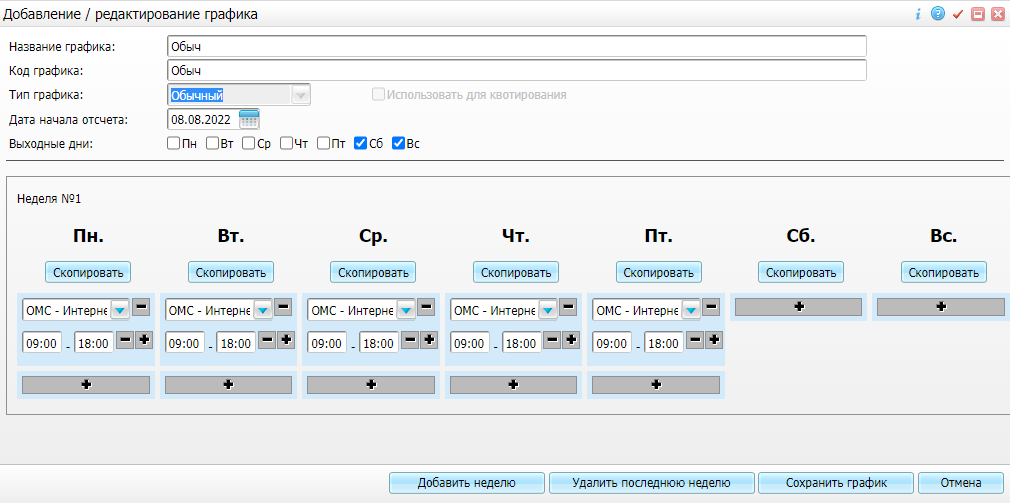 Добавление / редактирование графика
Название графика: Обыч
Код графика: Обыч
Тип графика: Обычный Использовать для квотирования
Дата начала отсчета: 08.08.2022
Выходные дни: Пн Вт Ср Чт Пт Сб Вс
Неделя №1
Пн. Вт. Ср. Чт. Пт. Сб. Вс.
Скопировать Скопировать Скопировать Скопировать Скопировать Скопировать Скопировать
ОМС - Интерне ОМС - Интерне ОМС - Интерне ОМС - Интерне ОМС - Интерне
09:00 - 18:00 09:00 - 18:00 09:00 - 18:00 09:00 - 18:00 09:00 - 18:00
Добавить неделю Удалить последнюю неделю Сохранить график Отмена